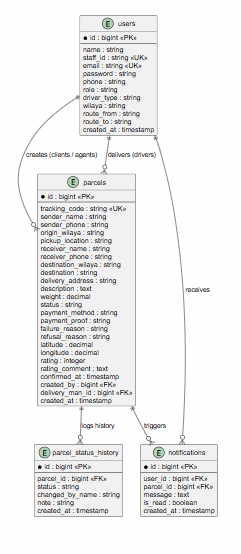 E users
● id : bigint «PK»
name : string
staff_id : string «UK»
email : string «UK»
password : string
phone : string
role : string
driver_type : string
wilaya : string
route_from : string
route_to : string
created_at : timestamp
creates (clients / agents)
delivers (drivers)
E parcels
● id : bigint «PK»
tracking_code : string «UK»
sender_name : string
sender_phone : string
origin_wilaya : string
pickup_location : string
receiver_name : string
receiver_phone : string
destination_wilaya : string
destination : string
delivery_address : string
description : text
weight : decimal
status : string
payment_method : string
payment_proof : string
failure_reason : string
refusal_reason : string
latitude : decimal
longitude : decimal
rating : integer
rating_comment : text
confirmed_at : timestamp
created_by : bigint «FK»
delivery_man_id : bigint «FK»
created_at : timestamp
receives
logs history
triggers
E parcel_status_history
● id : bigint «PK»
parcel_id : bigint «FK»
status : string
changed_by_name : string
note : string
created_at : timestamp
E notifications
● id : bigint «PK»
user_id : bigint «FK»
parcel_id : bigint «FK»
message : text
is_read : boolean
created_at : timestamp